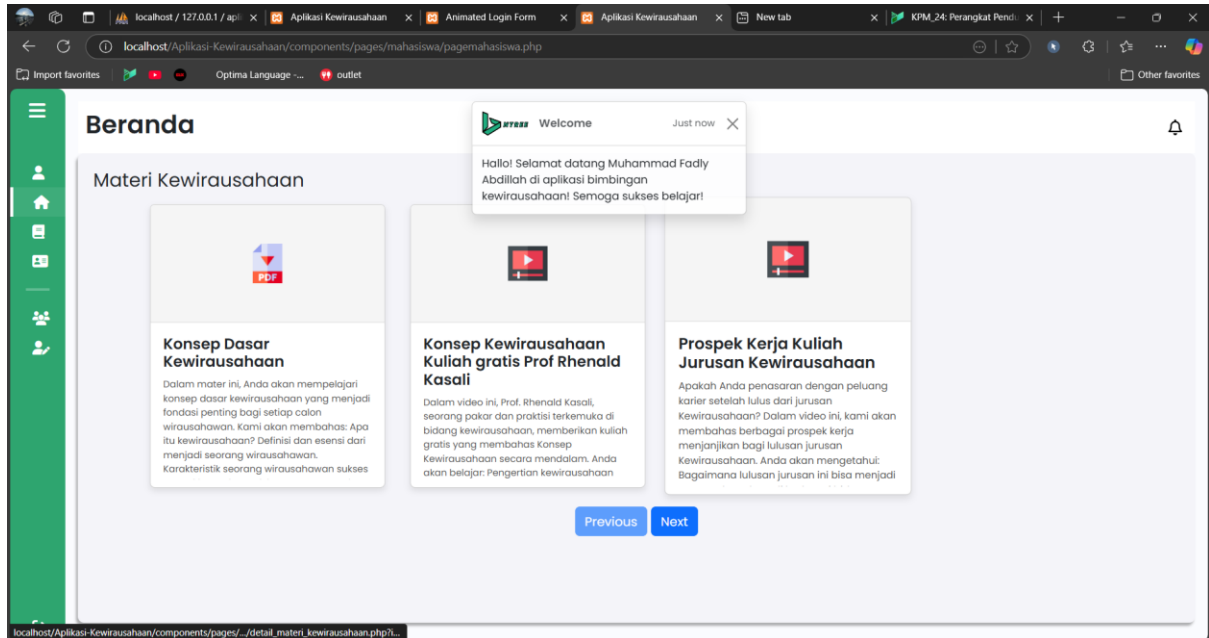 localhost / 127.0.0.1 / apli
Aplikasi Kewirausahaan
Animated Login Form
Aplikasi Kewirausahaan
New tab
KPM_24: Perangkat Pendu
localhost/Aplikasi-Kewirausahaan/components/pages/mahasiswa/pagemahasiswa.php
Import favorites
Optima Language -...
outlet
Other favorites
Beranda
XTRSS Welcome
Just now
Hallo! Selamat datang Muhammad Fadly
Abdillah di aplikasi bimbingan
kewirausahaan! Semoga sukses belajar!
Materi Kewirausahaan
PDF
Konsep Dasar
Kewirausahaan
Dalam mater ini, Anda akan mempelajari
konsep dasar kewirausahaan yang menjadi
fondasi penting bagi setiap calon
wirausahawan. Kami akan membahas: Apa
itu kewirausahaan? Definisi dan esensi dari
menjadi seorang wirausahawan.
Karakteristik seorang wirausahawan sukses
Konsep Kewirausahaan
Kuliah gratis Prof Rhenald
Kasali
Dalam video ini, Prof. Rhenald Kasali,
seorang pakar dan praktisi terkemuka di
bidang kewirausahaan, memberikan kuliah
gratis yang membahas Konsep
Kewirausahaan secara mendalam. Anda
akan belajar: Pengertian kewirausahaan
Prospek Kerja Kuliah
Jurusan Kewirausahaan
Apakah Anda penasaran dengan peluang
karier setelah lulus dari jurusan
Kewirausahaan? Dalam video ini, kami akan
membahas berbagai prospek kerja
menjanjikan bagi lulusan jurusan
Kewirausahaan. Anda akan mengetahui:
Bagaimana lulusan jurusan ini bisa menjadi
Previous
Next
localhost/Aplikasi-Kewirausahaan/components/pages/.../detail_materi_kewirausahaan.php?i...